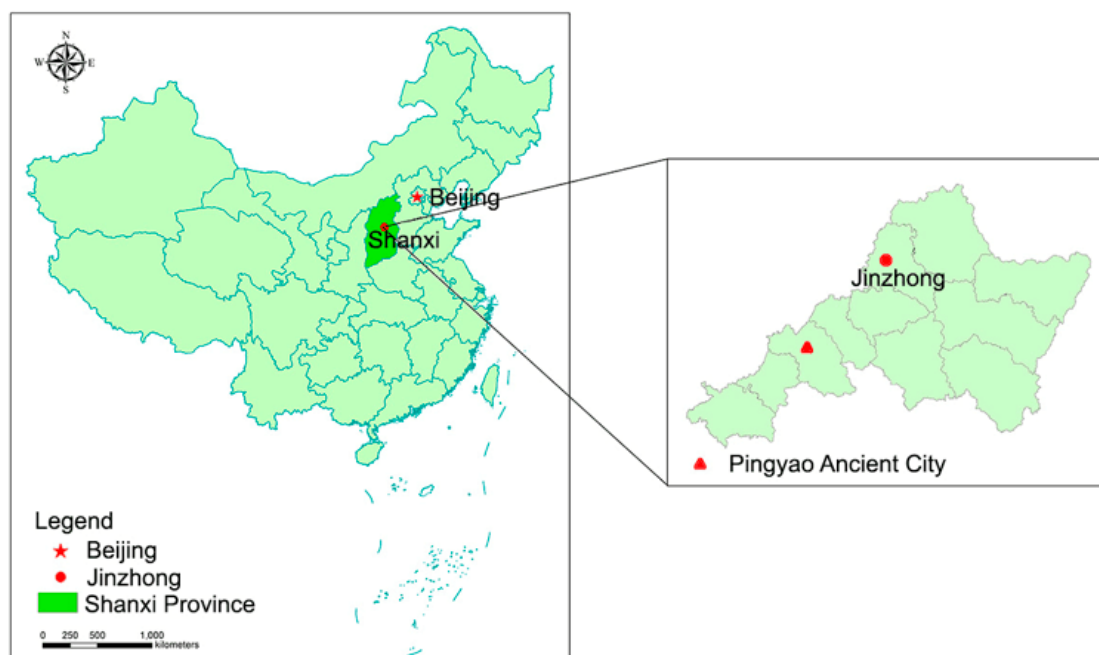 N
W E
S
Beijing
Shanxi
Legend
Beijing
Jinzhong
Shanxi Province
0 250 500 1,000
kilometers
Jinzhong
Pingyao Ancient City